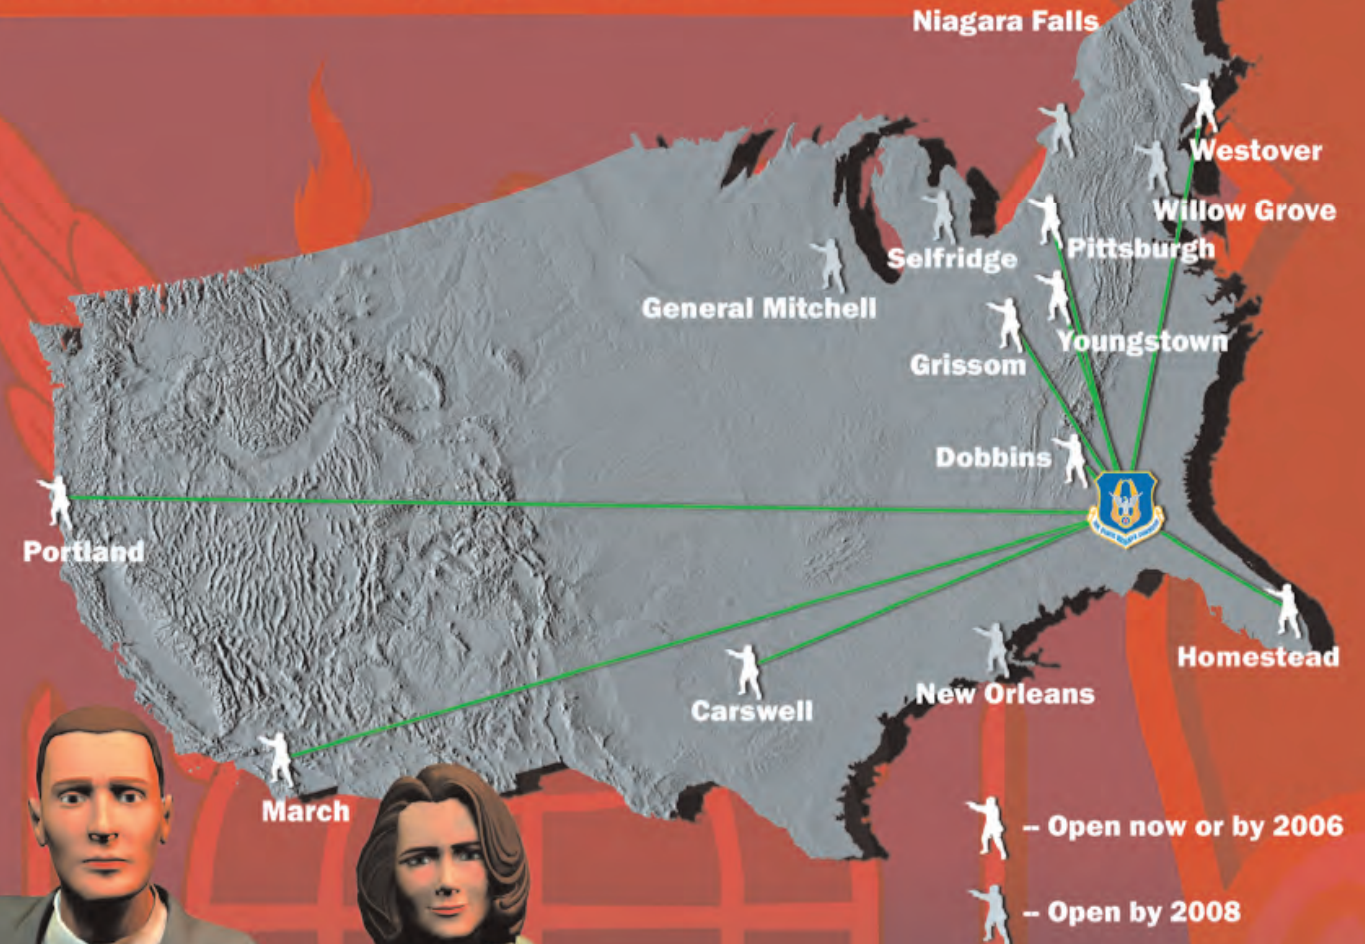 Niagara Falls
Westover
Willow Grove
Pittsburgh
Selfridge
General Mitchell
Youngstown
Grissom
Dobbins
Portland
Homestead
New Orleans
Carswell
March
-- Open now or by 2006
-- Open by 2008